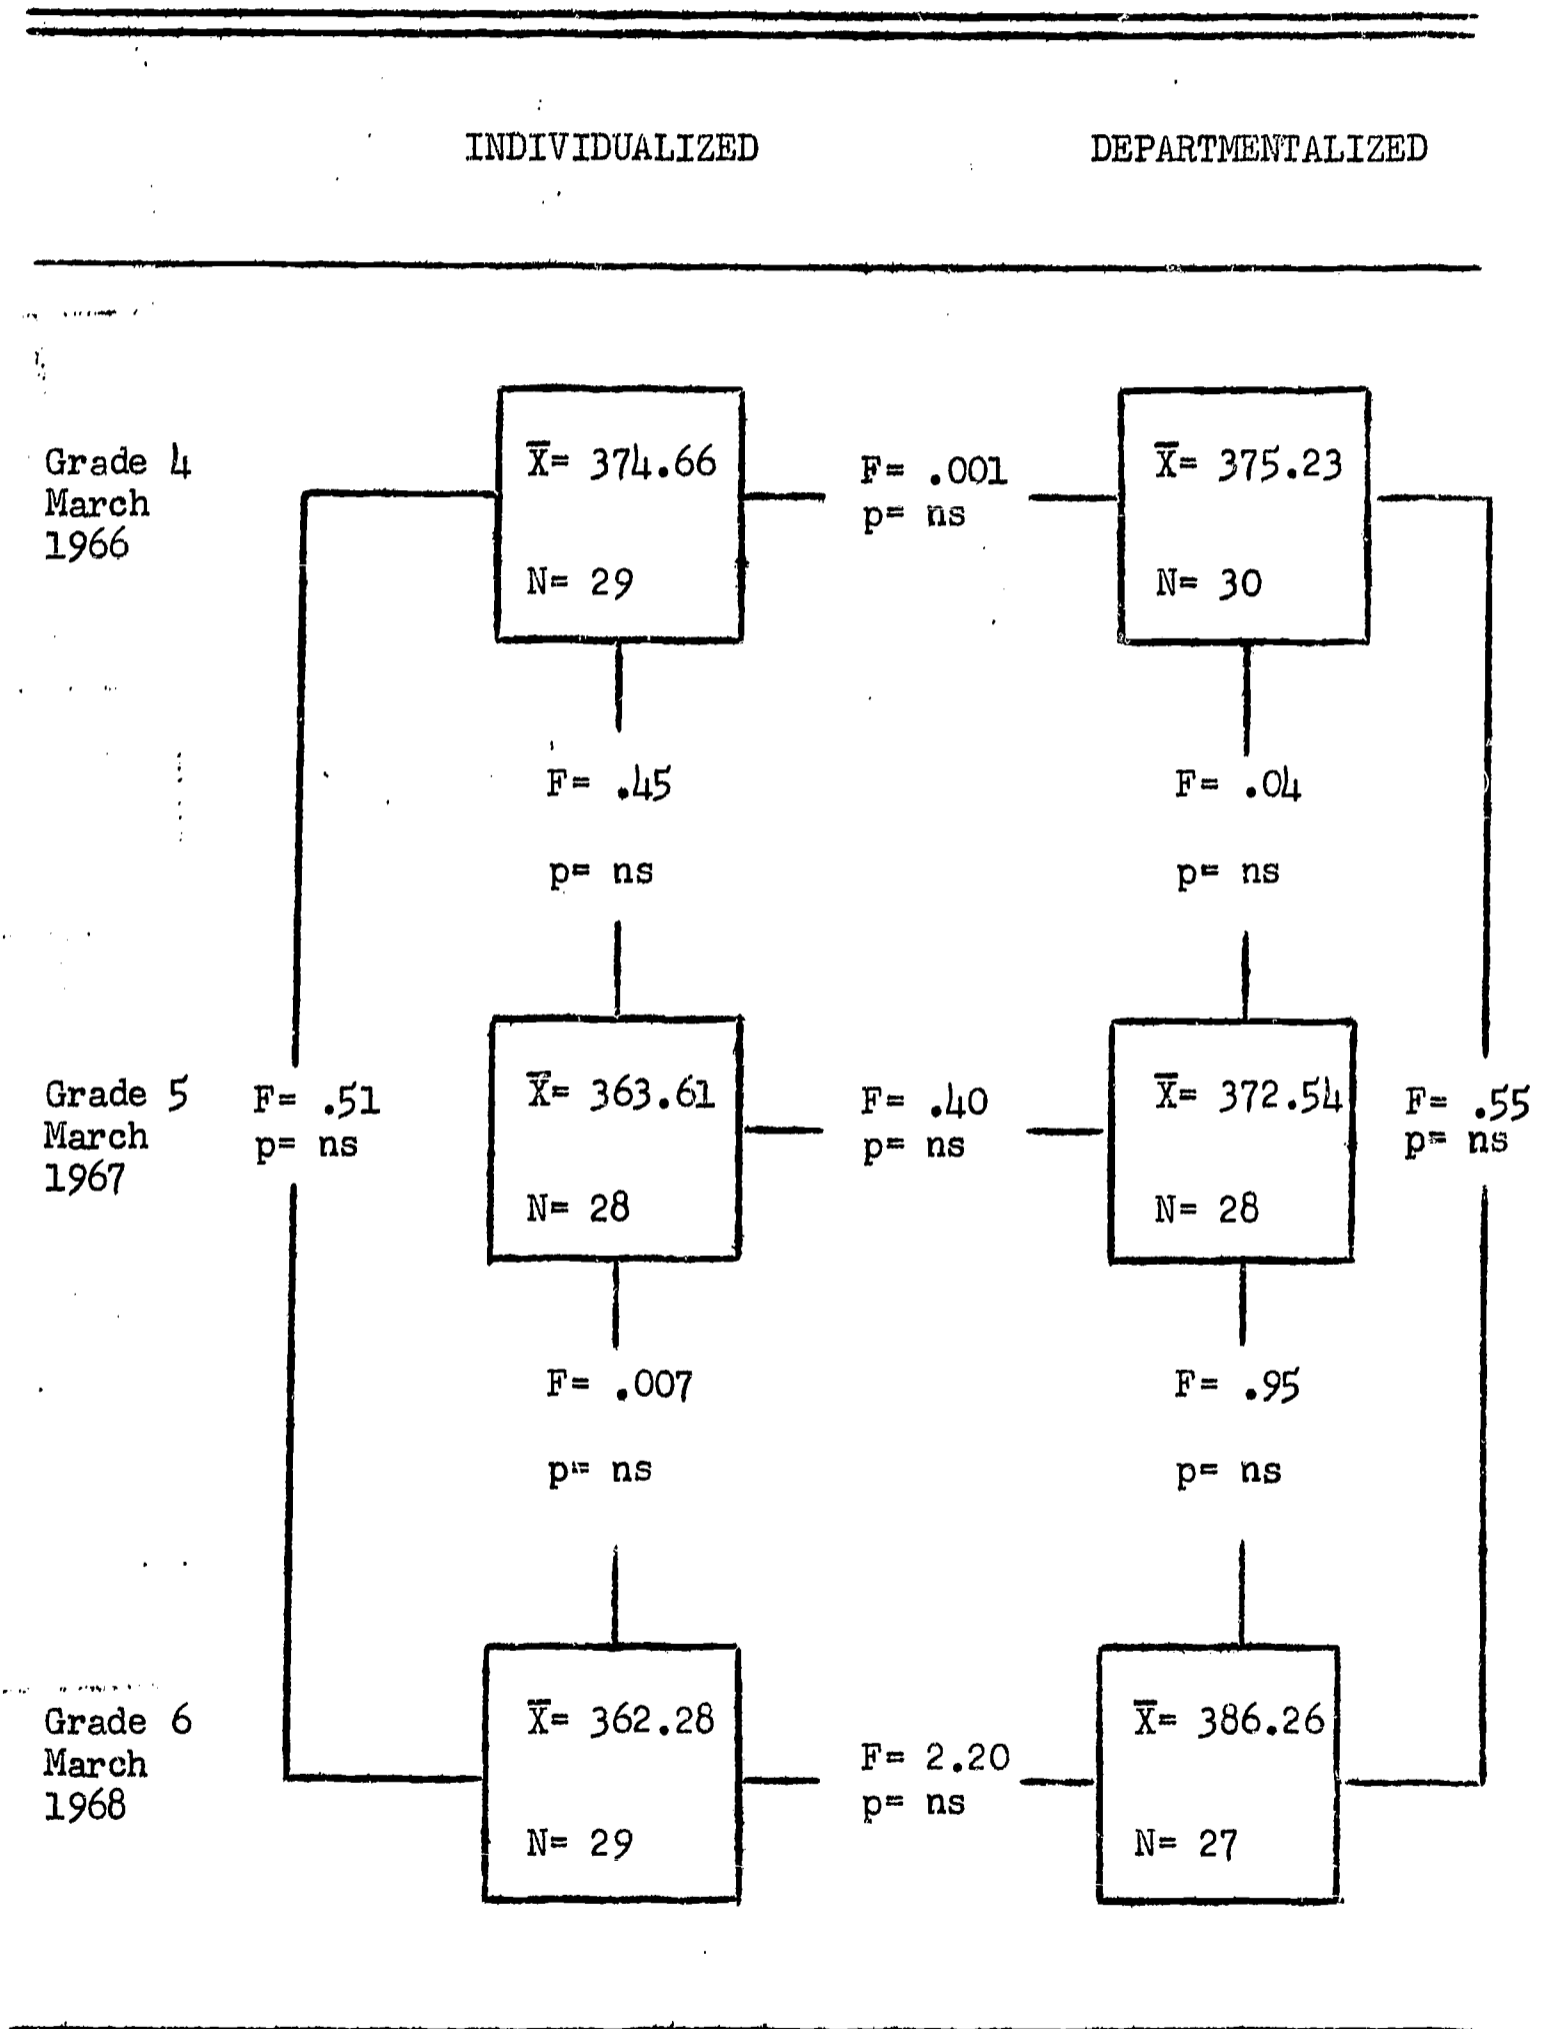 INDIVIDUALIZED DEPARTMENTALIZED
Grade 4
March
1966
X̅= 374.66
N= 29
F= .001
p= ns
X̅= 375.23
N= 30
F= .45
p= ns
F= .04
p= ns
Grade 5
March
1967
F= .51
p= ns
X̅= 363.61
N= 28
F= .40
p= ns
X̅= 372.54
N= 28
F= .55
p= ns
F= .007
p= ns
F= .95
p= ns
Grade 6
March
1968
X̅= 362.28
N= 29
F= 2.20
p= ns
X̅= 386.26
N= 27